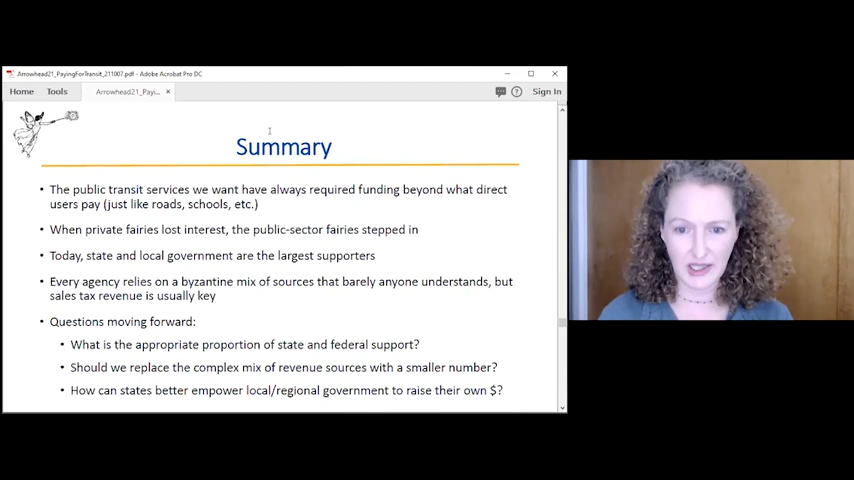 Arrowhead21_PayingForTransit_211007.pdf - Adobe Acrobat Pro DC
Home Tools Arrowhead21_Payi... × Sign In
Summary
• The public transit services we want have always required funding beyond what direct
users pay (just like roads, schools, etc.)
• When private fairies lost interest, the public-sector fairies stepped in
• Today, state and local government are the largest supporters
• Every agency relies on a byzantine mix of sources that barely anyone understands, but
sales tax revenue is usually key
• Questions moving forward:
• What is the appropriate proportion of state and federal support?
• Should we replace the complex mix of revenue sources with a smaller number?
• How can states better empower local/regional government to raise their own $?